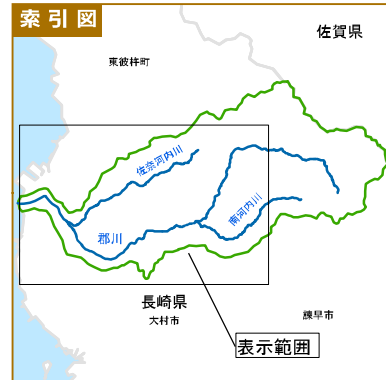 索引図
佐賀県
東彼杵町
佐奈河内川
南河内川
郡川
長崎県
大村市
諫早市
表示範囲